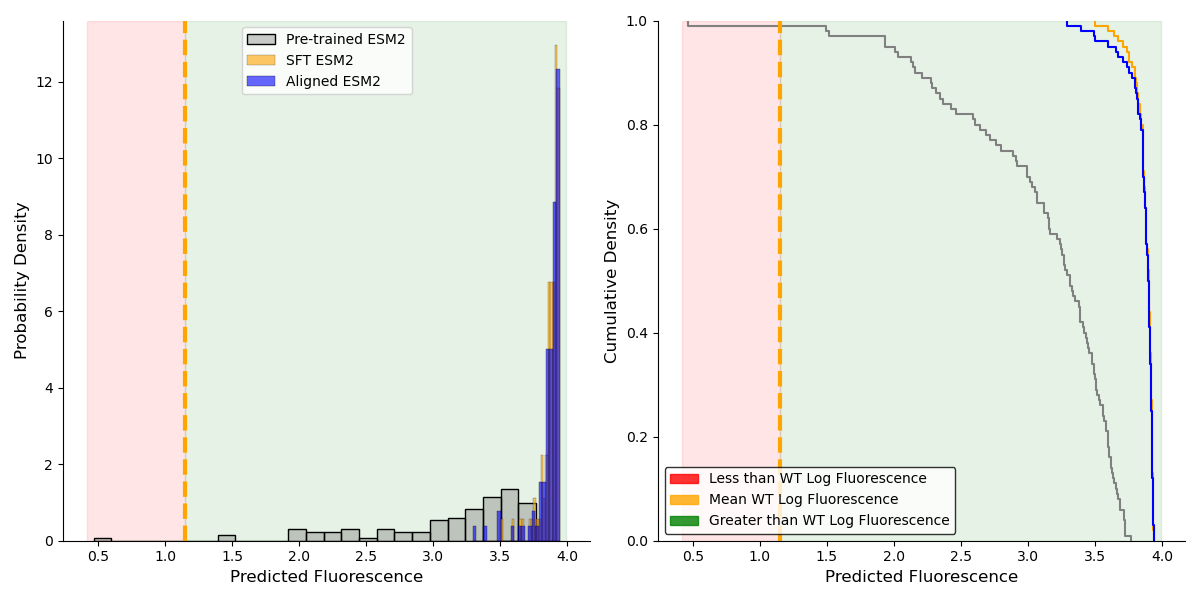 Pre-trained ESM2
SFT ESM2
Aligned ESM2
Probability Density
12
10
8
6
4
2
0
0.5 1.0 1.5 2.0 2.5 3.0 3.5 4.0
Predicted Fluorescence
Cumulative Density
1.0
0.8
0.6
0.4
0.2
0.0
Less than WT Log Fluorescence
Mean WT Log Fluorescence
Greater than WT Log Fluorescence
0.5 1.0 1.5 2.0 2.5 3.0 3.5 4.0
Predicted Fluorescence